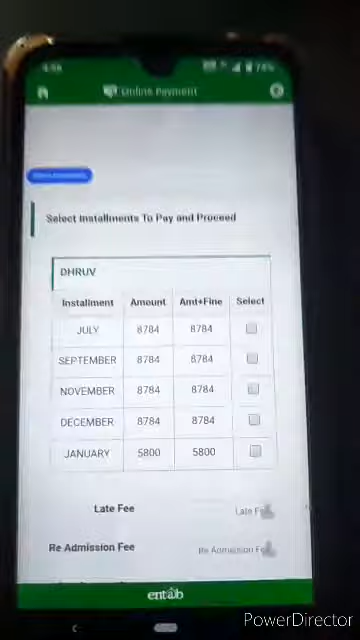 Online Payment
Select Installments To Pay and Proceed
DHRUV
Installment Amount Amt+Fine Select
JULY 8784 8784
SEPTEMBER 8784 8784
NOVEMBER 8784 8784
DECEMBER 8784 8784
JANUARY 5800 5800
Late Fee Late Fee
Re Admission Fee Re Admission Fee
entab
PowerDirector